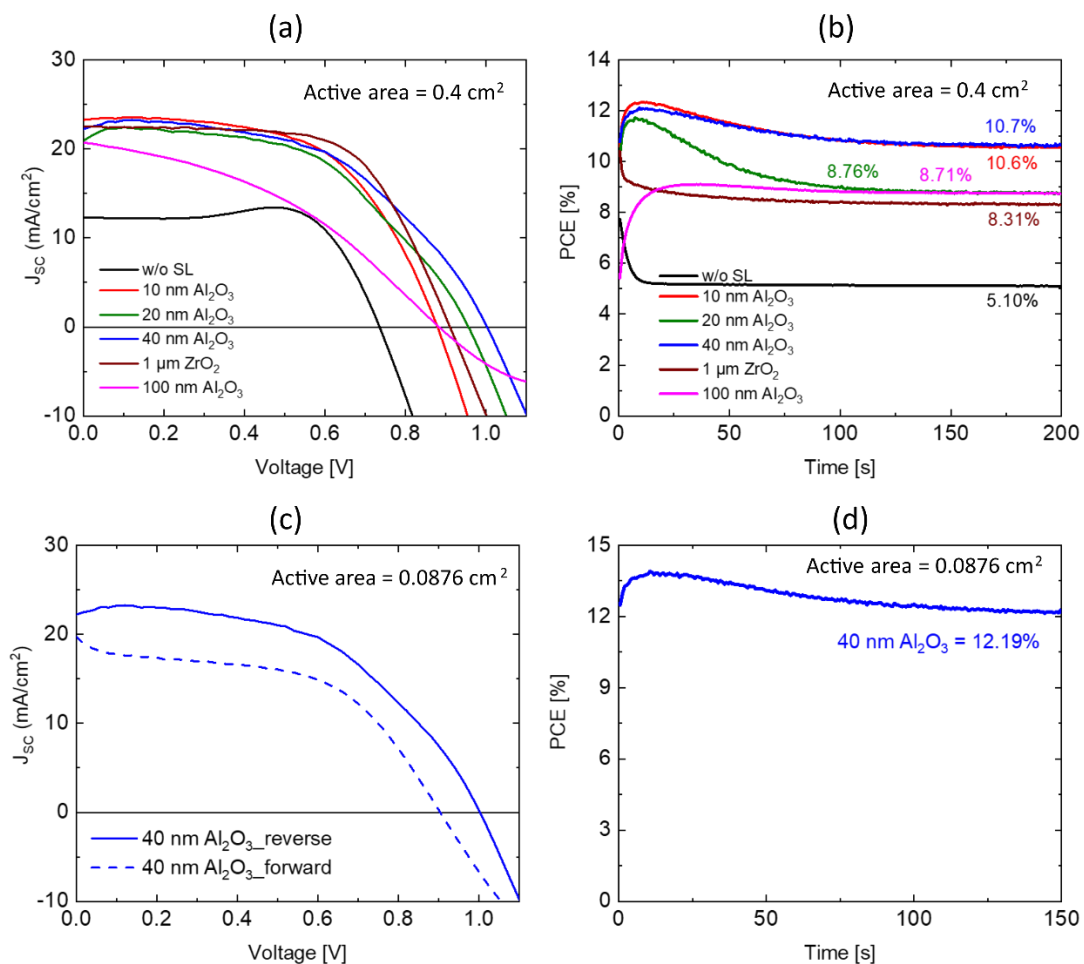 (a)
30
20
10
0
-10
J_SC (mA/cm²)
Active area = 0.4 cm²
w/o SL
10 nm Al₂O₃
20 nm Al₂O₃
40 nm Al₂O₃
1 µm ZrO₂
100 nm Al₂O₃
0.0 0.2 0.4 0.6 0.8 1.0
Voltage [V]
(b)
14
12
10
8
6
4
2
0
PCE [%]
Active area = 0.4 cm²
10.7%
10.6%
8.76%
8.71%
8.31%
5.10%
w/o SL
10 nm Al₂O₃
20 nm Al₂O₃
40 nm Al₂O₃
1 µm ZrO₂
100 nm Al₂O₃
0 50 100 150 200
Time [s]
(c)
30
20
10
0
-10
J_SC (mA/cm²)
Active area = 0.0876 cm²
40 nm Al₂O₃_reverse
40 nm Al₂O₃_forward
0.0 0.2 0.4 0.6 0.8 1.0
Voltage [V]
(d)
15
12
9
6
3
0
PCE [%]
Active area = 0.0876 cm²
40 nm Al₂O₃ = 12.19%
0 50 100 150
Time [s]